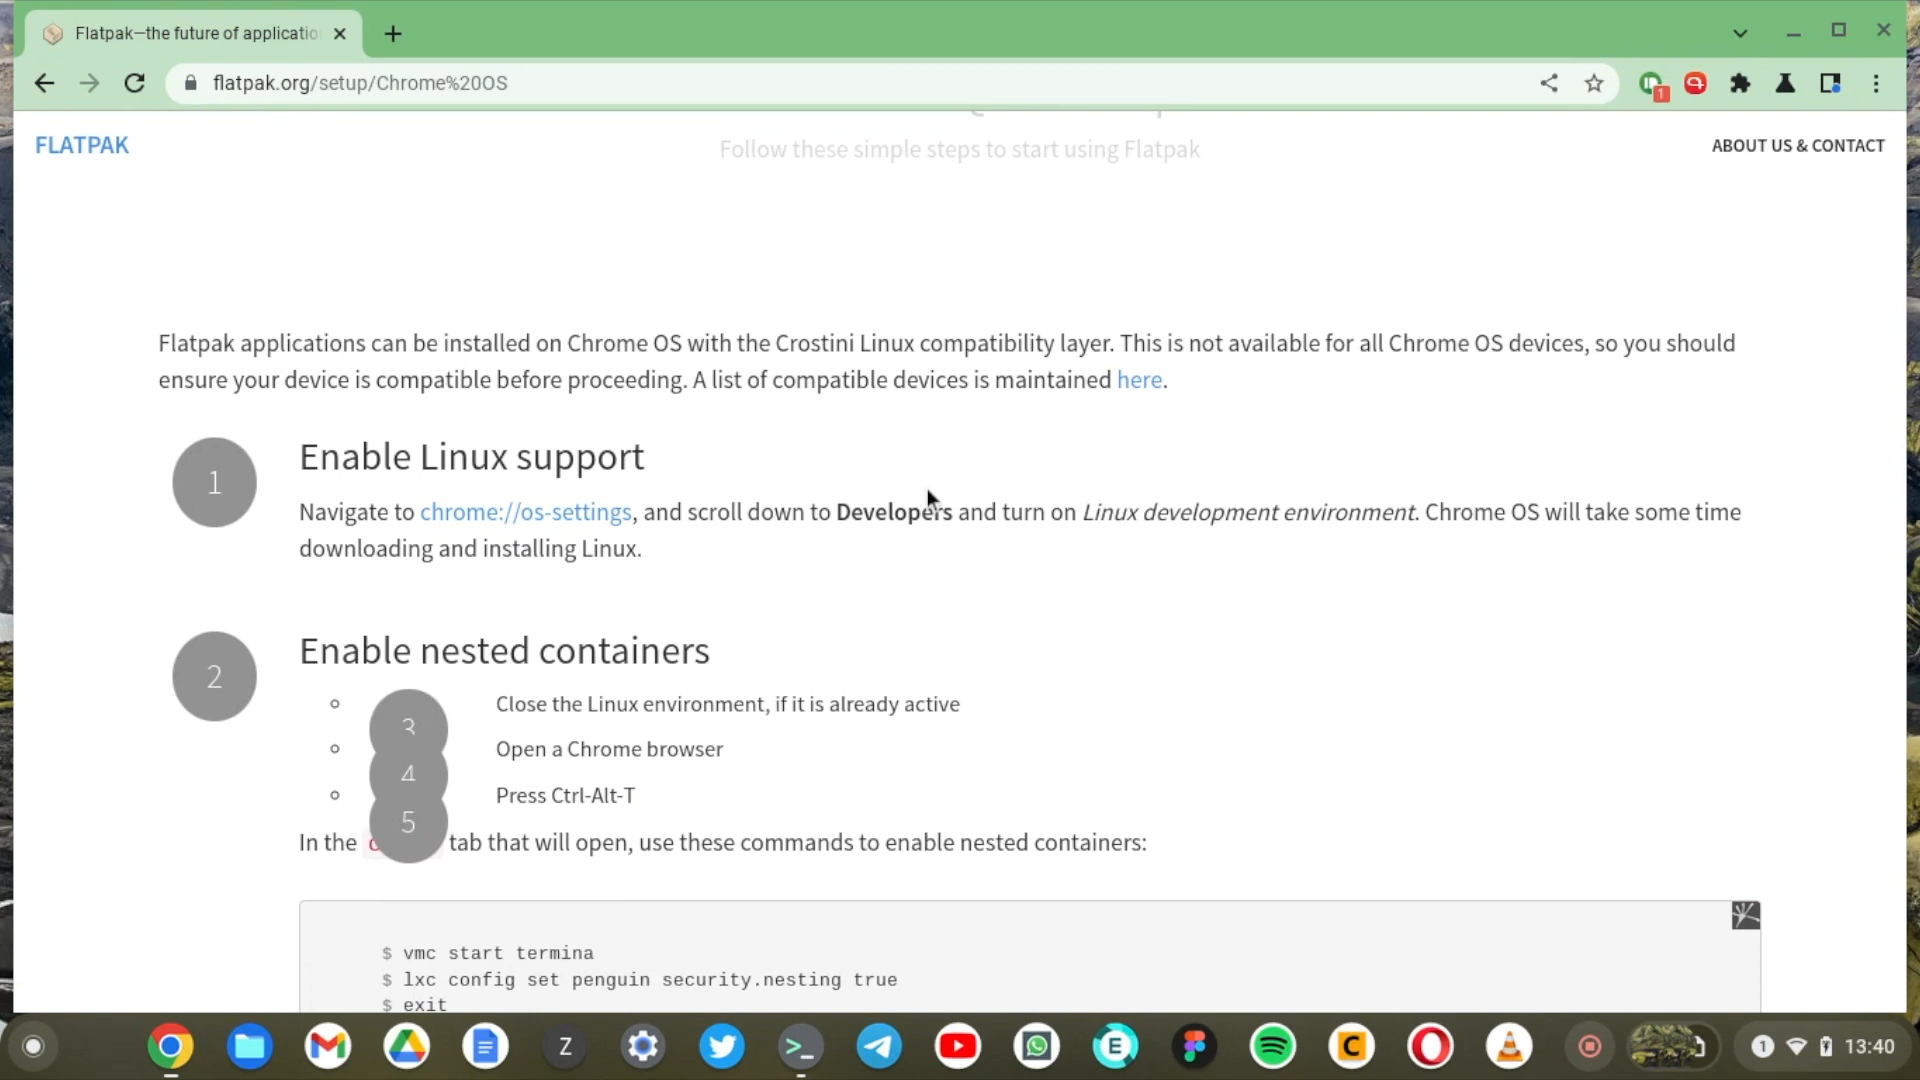 Flatpak—the future of applicatio
flatpak.org/setup/Chrome%20OS
1
FLATPAK
Follow these simple steps to start using Flatpak
ABOUT US & CONTACT
Flatpak applications can be installed on Chrome OS with the Crostini Linux compatibility layer. This is not available for all Chrome OS devices, so you should
ensure your device is compatible before proceeding. A list of compatible devices is maintained here.
1
Enable Linux support
Navigate to chrome://os-settings, and scroll down to Developers and turn on Linux development environment. Chrome OS will take some time
downloading and installing Linux.
2
Enable nested containers
3
Close the Linux environment, if it is already active
4
Open a Chrome browser
5
Press Ctrl-Alt-T
In the tab that will open, use these commands to enable nested containers:
$ vmc start termina
$ lxc config set penguin security.nesting true
$ exit
Z
>_
E
C
1
13:40